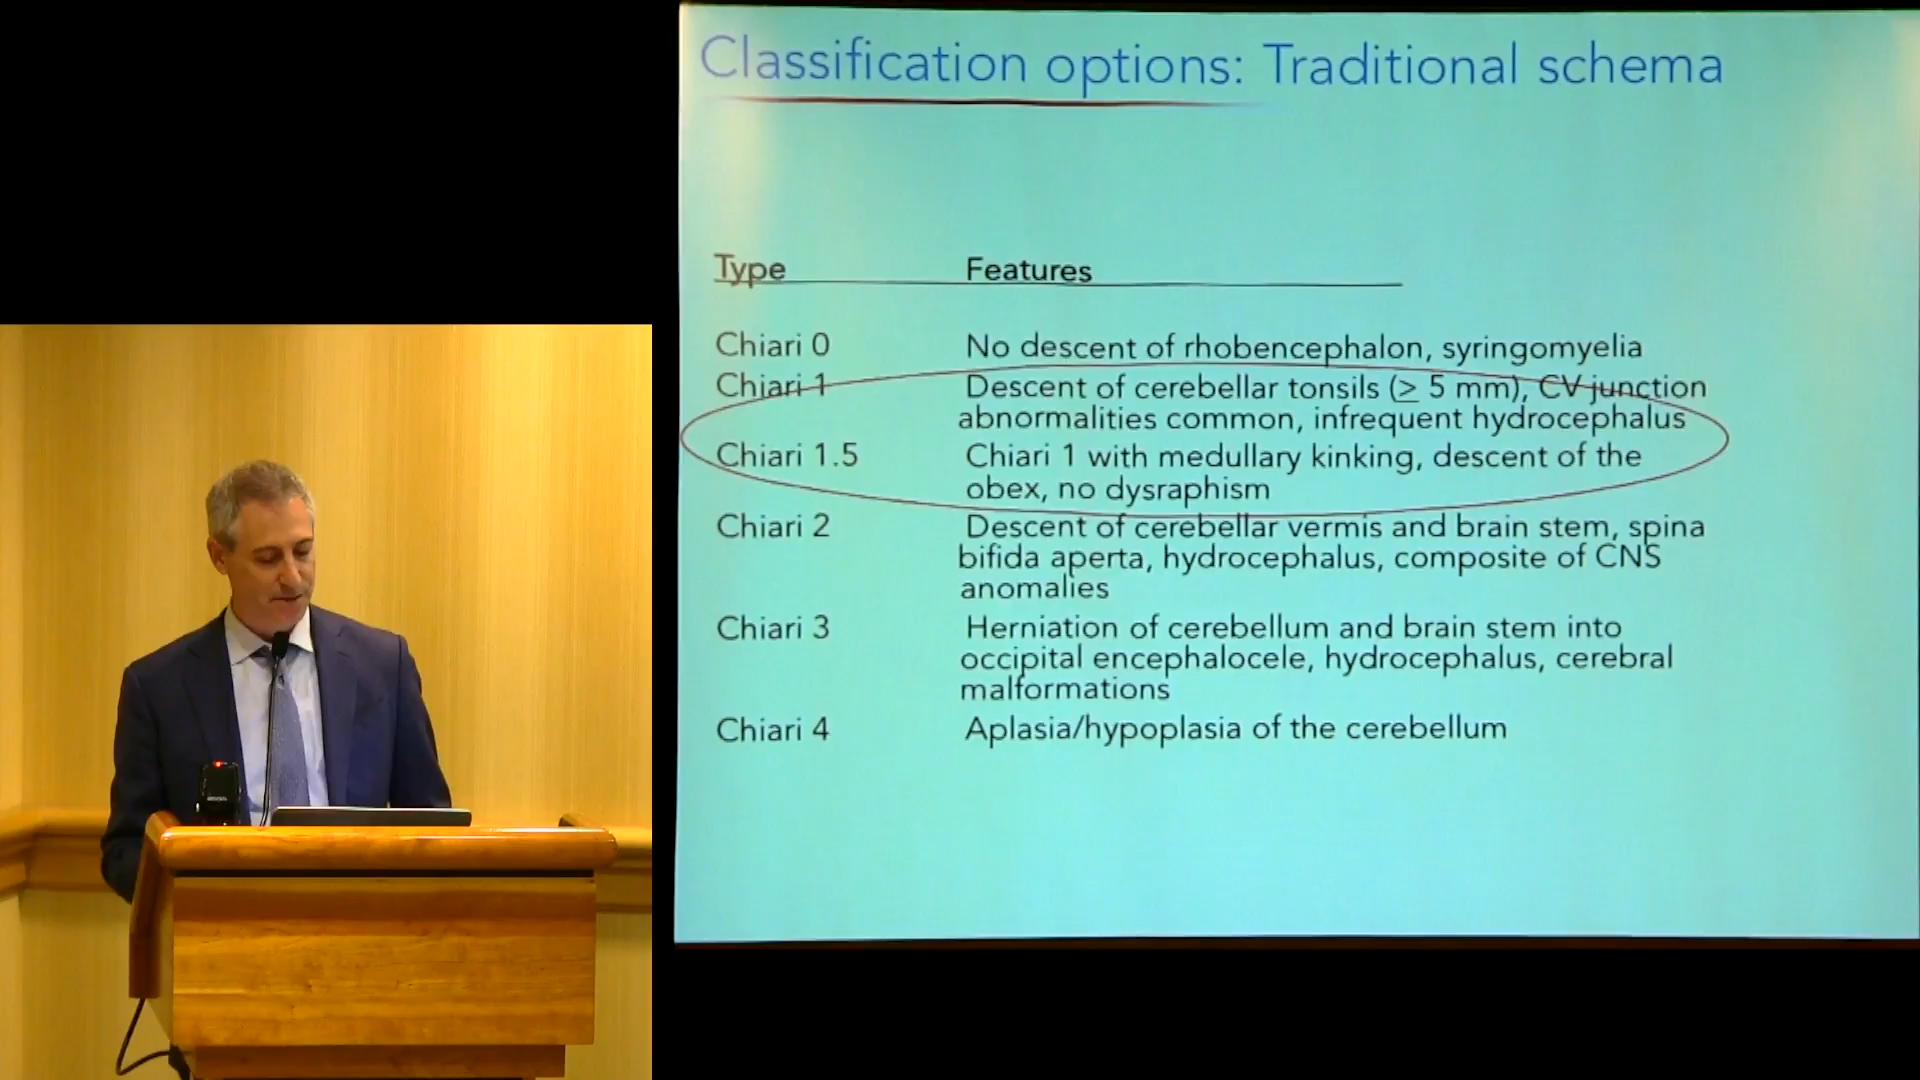 Classification options: Traditional schema
Type Features
Chiari 0 No descent of rhobencephalon, syringomyelia
Chiari 1 Descent of cerebellar tonsils (≥ 5 mm), CV junction
abnormalities common, infrequent hydrocephalus
Chiari 1.5 Chiari 1 with medullary kinking, descent of the
obex, no dysraphism
Chiari 2 Descent of cerebellar vermis and brain stem, spina
bifida aperta, hydrocephalus, composite of CNS
anomalies
Chiari 3 Herniation of cerebellum and brain stem into
occipital encephalocele, hydrocephalus, cerebral
malformations
Chiari 4 Aplasia/hypoplasia of the cerebellum